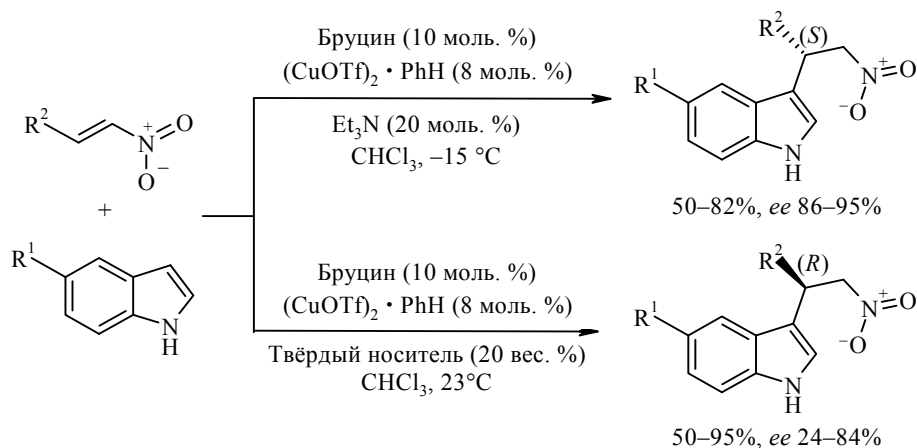 Бруцин (10 моль. %)
(CuOTf)₂ • PhH (8 моль. %)
Et₃N (20 моль. %)
CHCl₃, –15 °C
R²
N⁺
O
O
–
+
R¹
N
H
R²
(S)
R¹
N⁺
O
–O
N
H
50–82%, ee 86–95%
Бруцин (10 моль. %)
(CuOTf)₂ • PhH (8 моль. %)
Твёрдый носитель (20 вес. %)
CHCl₃, 23°C
R²
(R)
R¹
N⁺
O
–O
N
H
50–95%, ee 24–84%